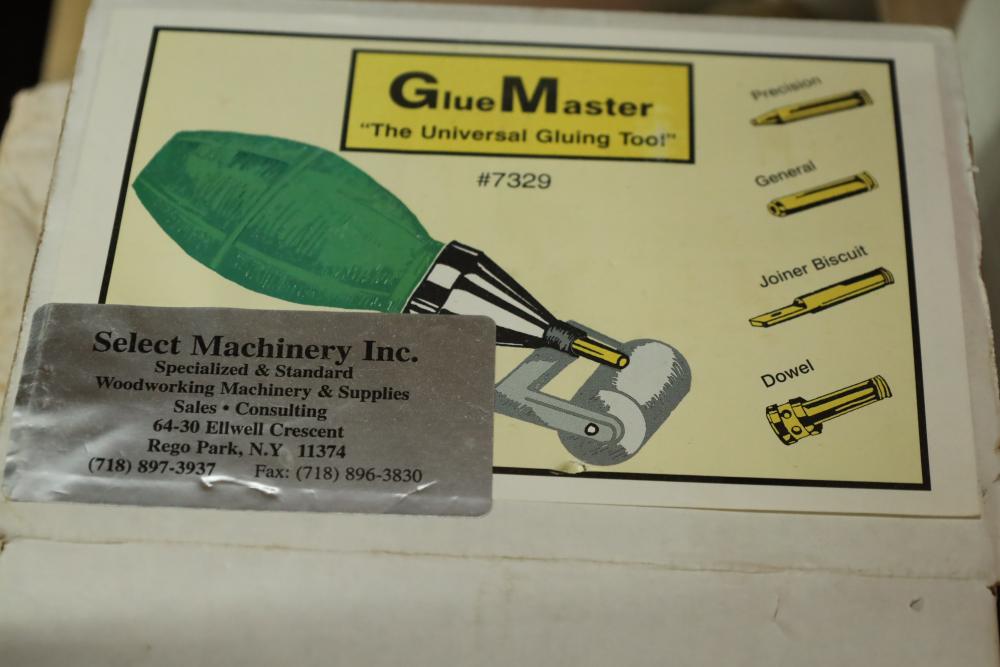 GlueMaster
"The Universal Gluing Tool"
#7329
Precision
General
Joiner Biscuit
Dowel
Select Machinery Inc.
Specialized & Standard
Woodworking Machinery & Supplies
Sales • Consulting
64-30 Ellwell Crescent
Rego Park, N.Y 11374
(718) 897-3937 Fax: (718) 896-3830